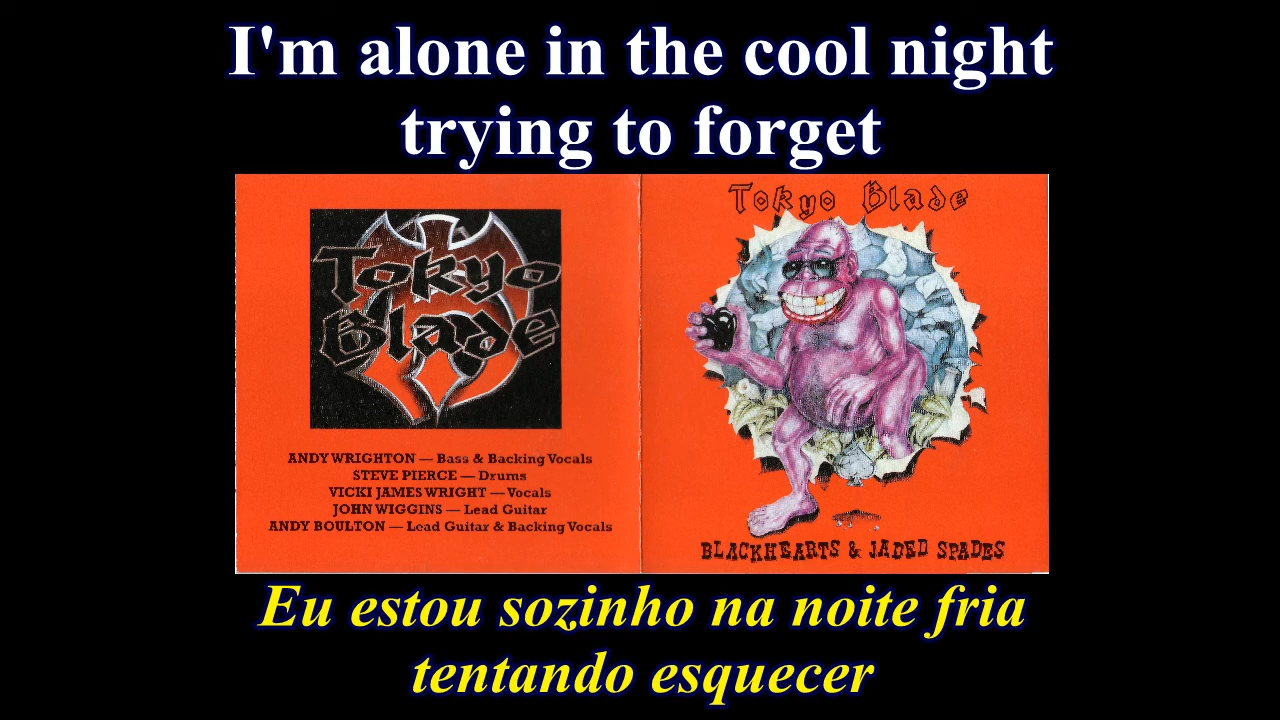 I'm alone in the cool night
trying to forget
Tokyo
Blade
ANDY WRIGHTON — Bass & Backing Vocals
STEVE PIERCE — Drums
VICKI JAMES WRIGHT — Vocals
JOHN WIGGINS — Lead Guitar
ANDY BOULTON — Lead Guitar & Backing Vocals
Tokyo Blade
BLACKHEARTS & JADED SPADES
Eu estou sozinho na noite fria
tentando esquecer